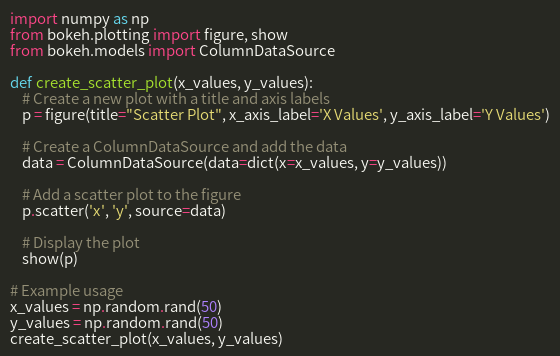 import numpy as np
from bokeh.plotting import figure, show
from bokeh.models import ColumnDataSource

def create_scatter_plot(x_values, y_values):
    # Create a new plot with a title and axis labels
    p = figure(title="Scatter Plot", x_axis_label='X Values', y_axis_label='Y Values')

    # Create a ColumnDataSource and add the data
    data = ColumnDataSource(data=dict(x=x_values, y=y_values))

    # Add a scatter plot to the figure
    p.scatter('x', 'y', source=data)

    # Display the plot
    show(p)

# Example usage
x_values = np.random.rand(50)
y_values = np.random.rand(50)
create_scatter_plot(x_values, y_values)